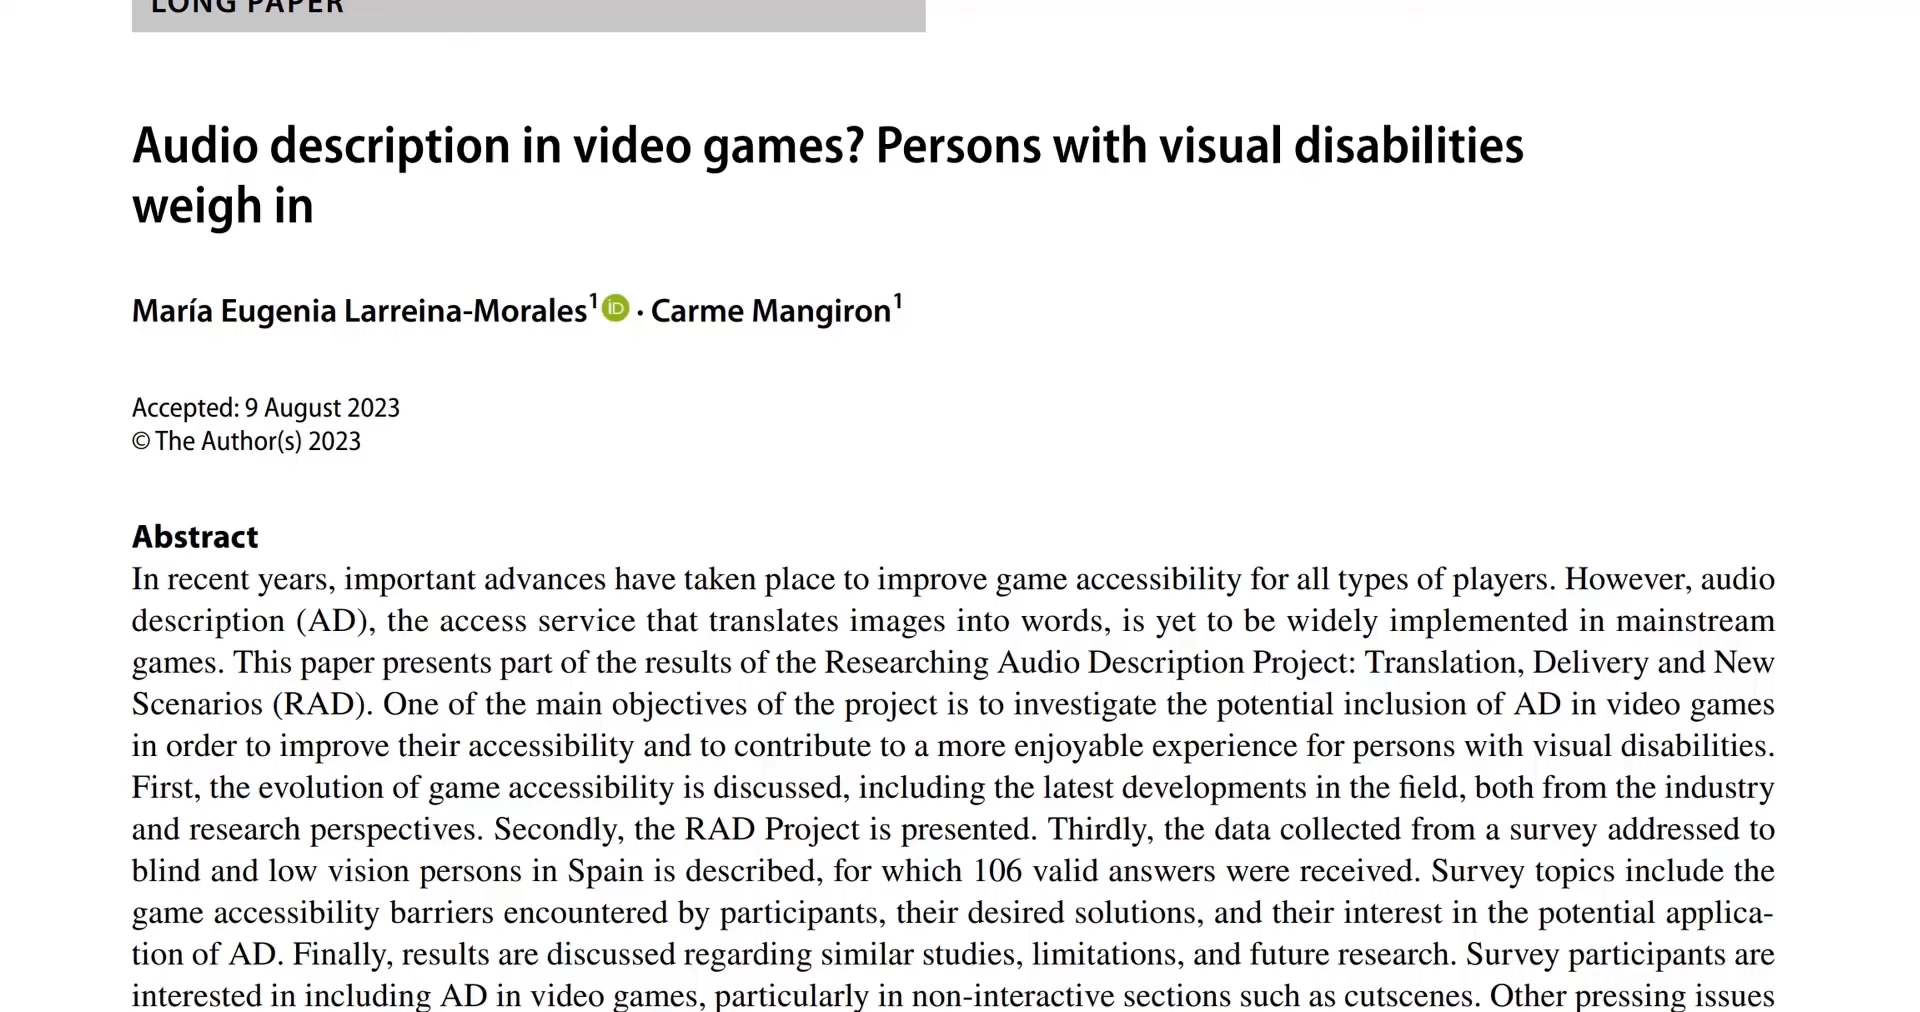 LONG PAPER
Audio description in video games? Persons with visual disabilities
weigh in
María Eugenia Larreina-Morales1 iD · Carme Mangiron1
Accepted: 9 August 2023
© The Author(s) 2023
Abstract
In recent years, important advances have taken place to improve game accessibility for all types of players. However, audio
description (AD), the access service that translates images into words, is yet to be widely implemented in mainstream
games. This paper presents part of the results of the Researching Audio Description Project: Translation, Delivery and New
Scenarios (RAD). One of the main objectives of the project is to investigate the potential inclusion of AD in video games
in order to improve their accessibility and to contribute to a more enjoyable experience for persons with visual disabilities.
First, the evolution of game accessibility is discussed, including the latest developments in the field, both from the industry
and research perspectives. Secondly, the RAD Project is presented. Thirdly, the data collected from a survey addressed to
blind and low vision persons in Spain is described, for which 106 valid answers were received. Survey topics include the
game accessibility barriers encountered by participants, their desired solutions, and their interest in the potential applica-
tion of AD. Finally, results are discussed regarding similar studies, limitations, and future research. Survey participants are
interested in including AD in video games, particularly in non-interactive sections such as cutscenes. Other pressing issues